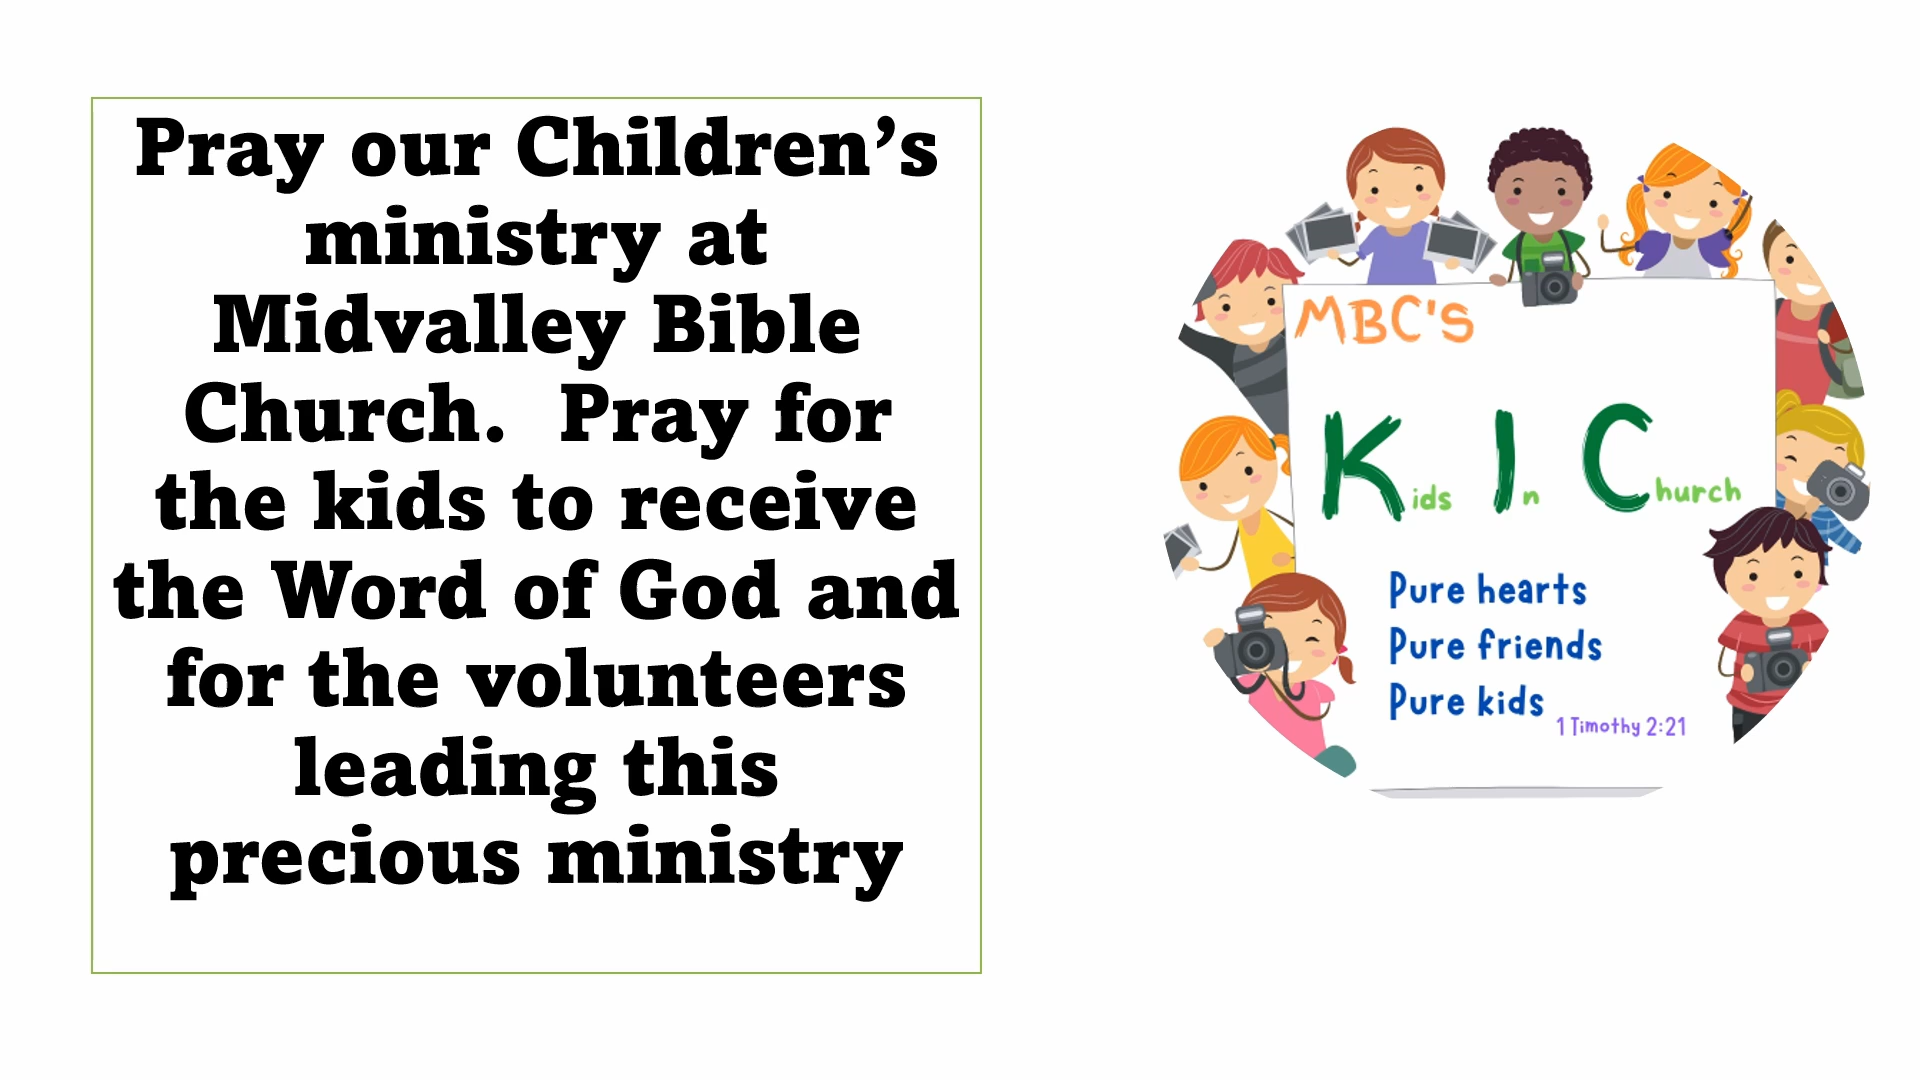 Pray our Children’s
ministry at
Midvalley Bible
Church.  Pray for
the kids to receive
the Word of God and
for the volunteers
leading this
precious ministry
MBC'S
Kids In Church
Pure hearts
Pure friends
Pure kids
1 Timothy 2:21